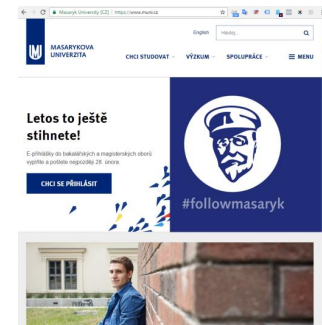 Masaryk University [CZ] | https://www.muni.cz
English
Hledej...
MASARYKOVA
UNIVERZITA
CHCI STUDOVAT
VÝZKUM
SPOLUPRÁCE
MENU
Letos to ještě
stihnete!
E-přihlášky do bakalářských a magisterských oborů
vyplňte a pošlete nejpozději 28. února
CHCI SE PŘIHLÁSIT
#followmasaryk